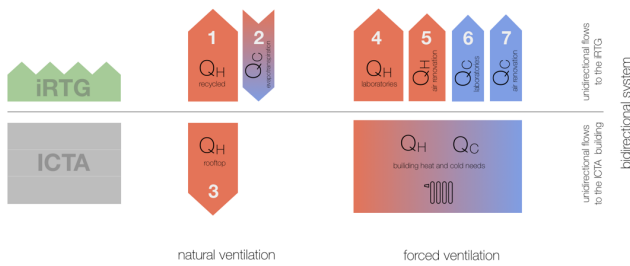 iRTG
1
QH
recycled
2
QC
evapotranspiration
4
QH
laboratories
5
QH
air renovation
6
QC
laboratories
7
QC
air renovation
unidirectional flows
to the iRTG
ICTA
QH
rooftop
3
QH QC
building heat and cold needs
unidirectional flows
to the ICTA building
bidirectional system
natural ventilation
forced ventilation